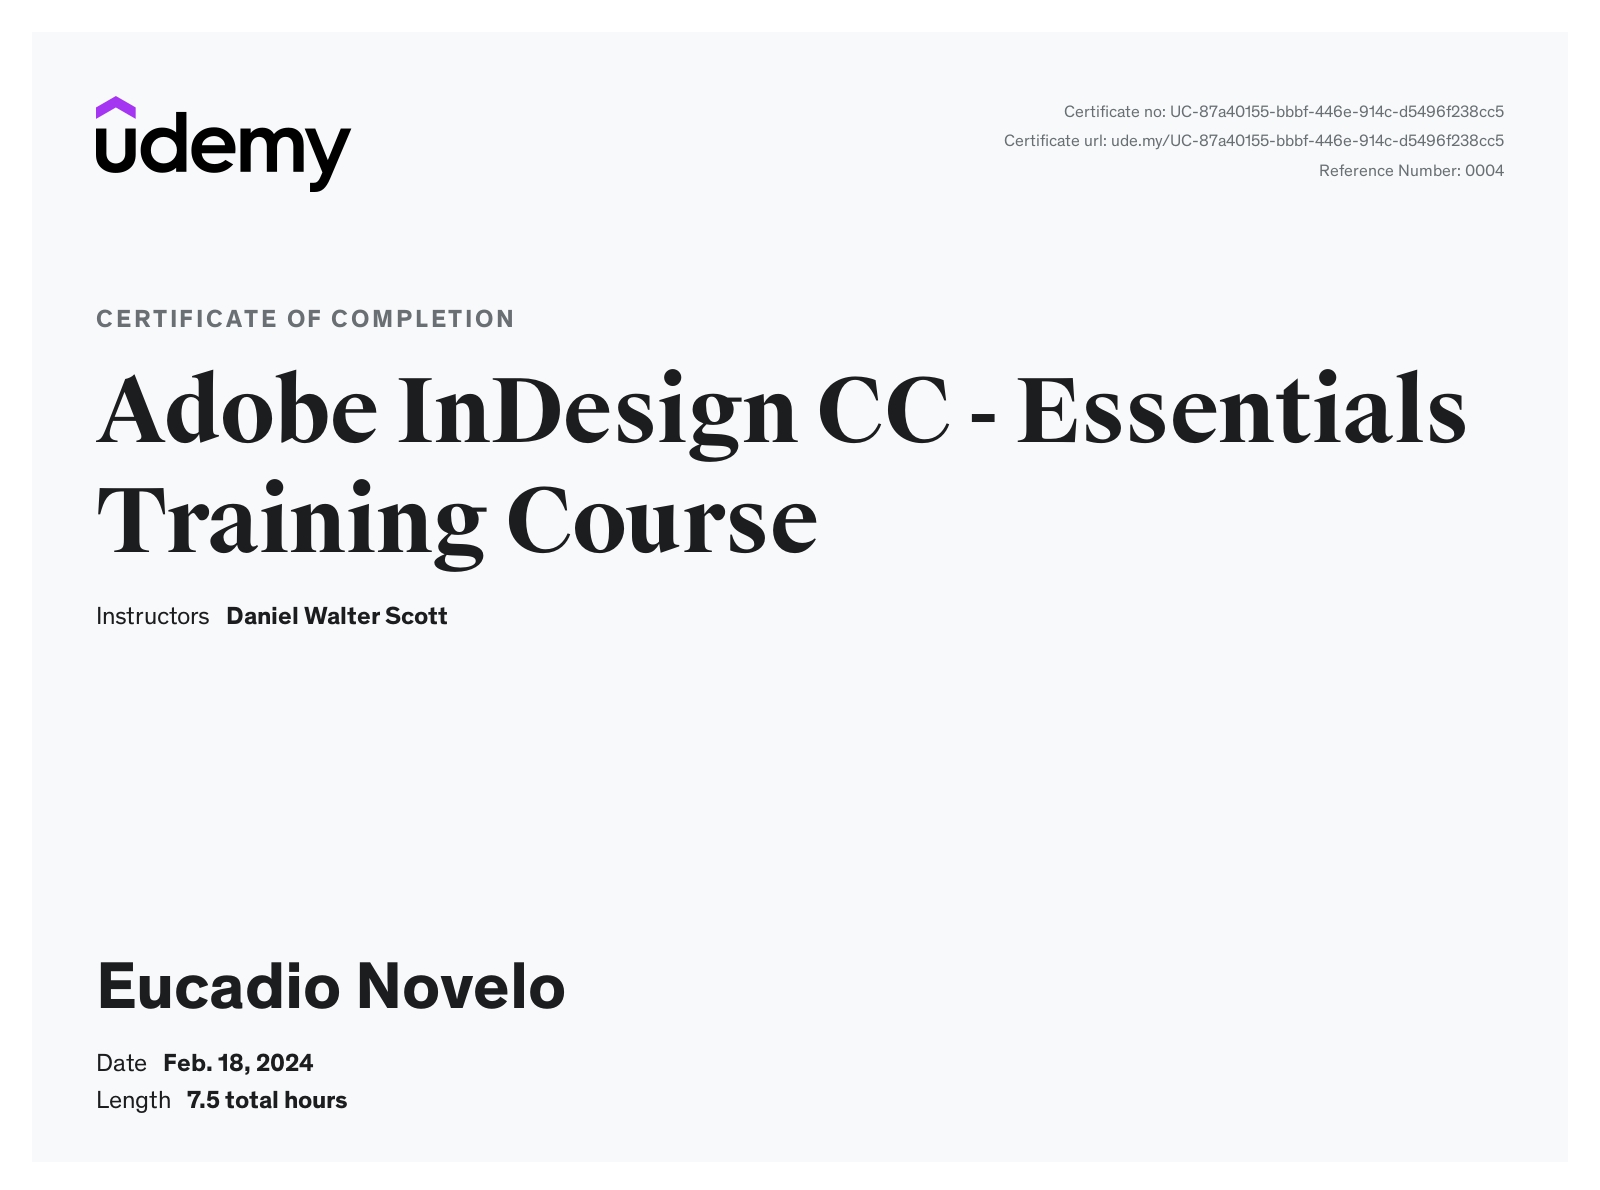 udemy
Certificate no: UC-87a40155-bbbf-446e-914c-d5496f238cc5
Certificate url: ude.my/UC-87a40155-bbbf-446e-914c-d5496f238cc5
Reference Number: 0004
CERTIFICATE OF COMPLETION
Adobe InDesign CC - Essentials
Training Course
Instructors Daniel Walter Scott
Eucadio Novelo
Date Feb. 18, 2024
Length 7.5 total hours